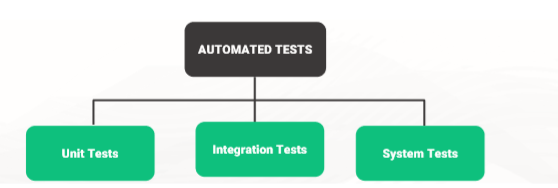 AUTOMATED TESTS
Unit Tests
Integration Tests
System Tests